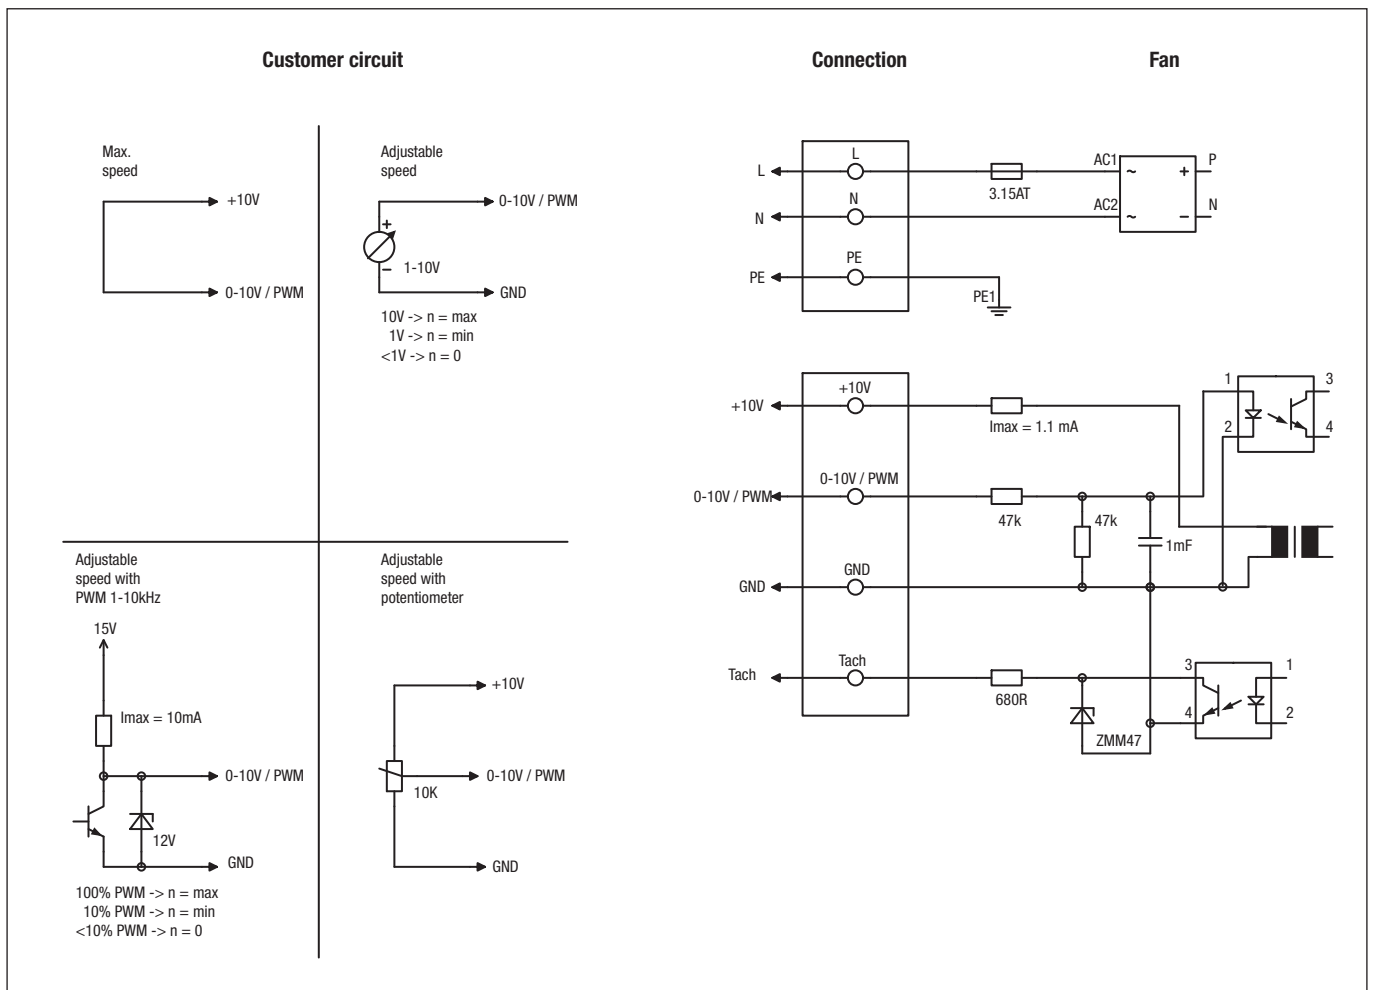 Customer circuit
Connection
Fan
Max.
speed
+10V
0-10V / PWM
Adjustable
speed
0-10V / PWM
+
−
1-10V
GND
10V -> n = max
1V -> n = min
<1V -> n = 0
Adjustable
speed with
PWM 1-10kHz
15V
Imax = 10mA
0-10V / PWM
12V
GND
100% PWM -> n = max
10% PWM -> n = min
<10% PWM -> n = 0
Adjustable
speed with
potentiometer
+10V
0-10V / PWM
10K
GND
L
L
3.15AT
AC1
~
+
P
N
N
AC2
~
−
N
PE
PE
PE1
+10V
+10V
Imax = 1.1 mA
1
2
3
4
0-10V / PWM
0-10V / PWM
47k
47k
1mF
GND
GND
Tach
Tach
680R
ZMM47
3
4
1
2